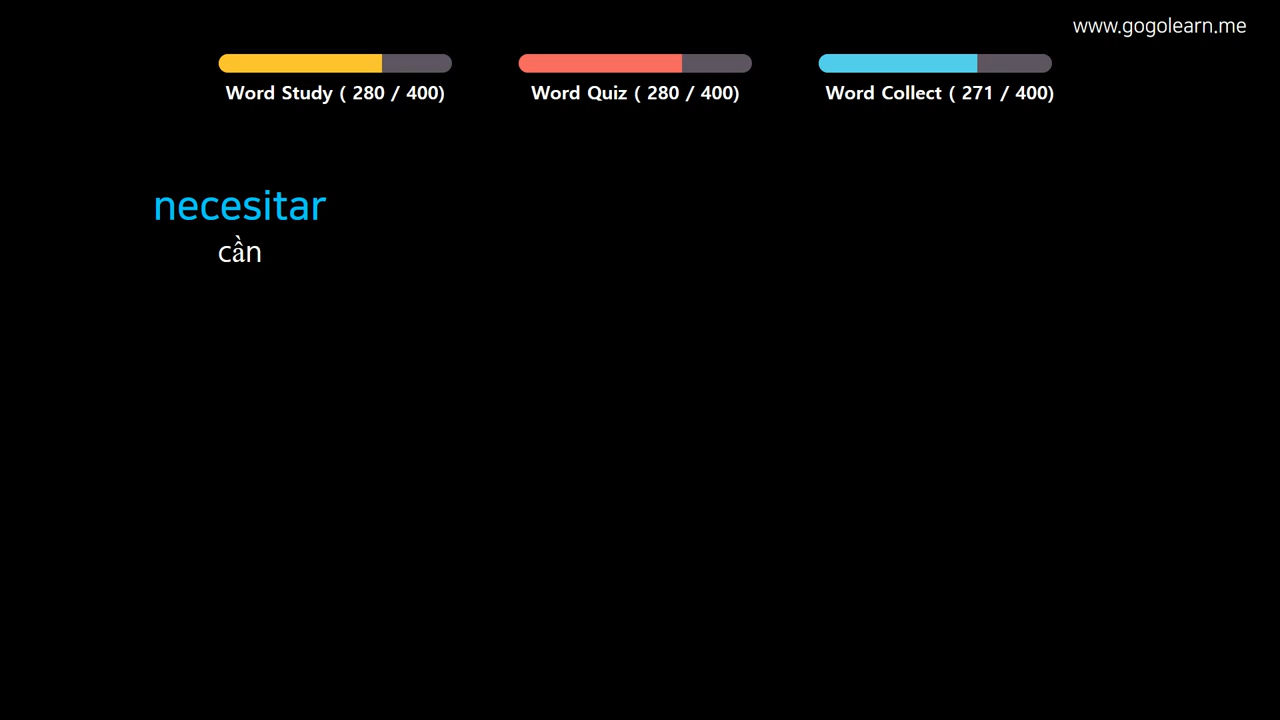 www.gogolearn.me
Word Study ( 280 / 400)
Word Quiz ( 280 / 400)
Word Collect ( 271 / 400)
necesitar
cần